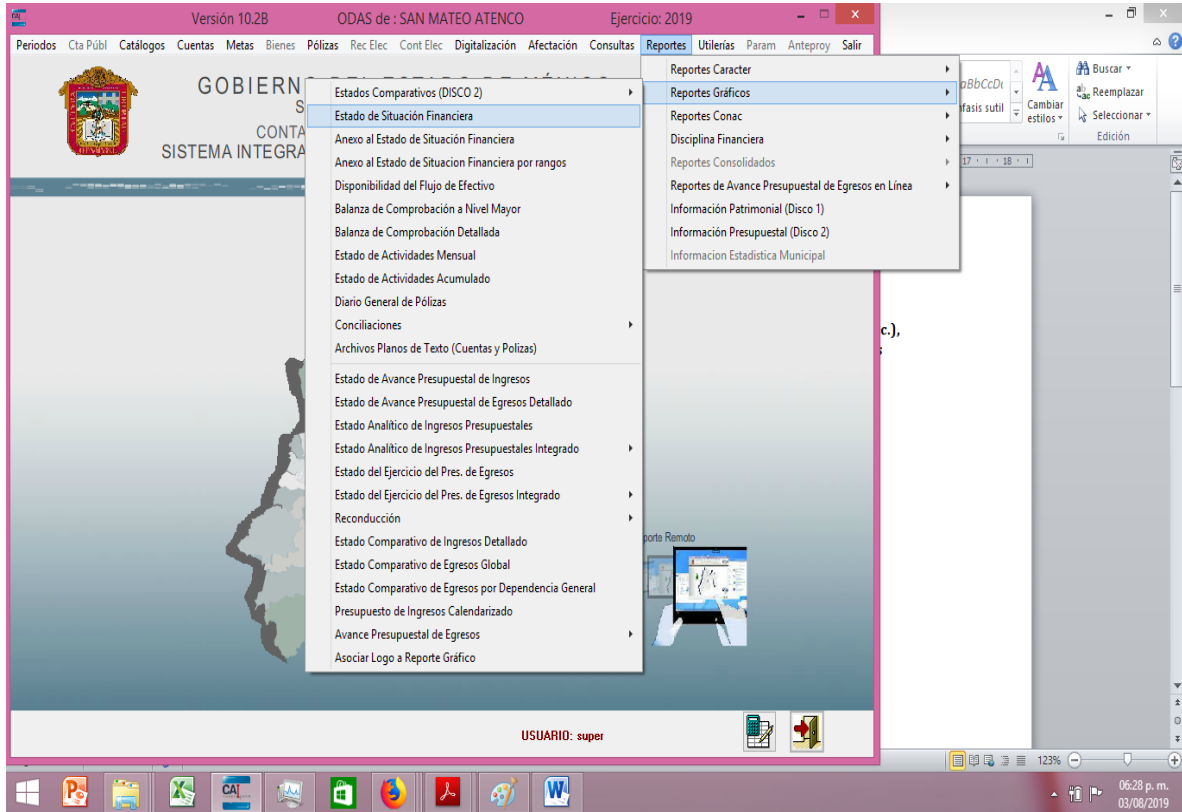 Versión 10.2B ODAS de : SAN MATEO ATENCO Ejercicio: 2019
Periodos Cta Públ Catálogos Cuentas Metas Bienes Pólizas Rec Elec Cont Elec Digitalización Afectación Consultas Reportes Utilerías Param Anteproy Salir
GOBIERN
CONTA
SISTEMA INTEGRA
Reportes Caracter
Reportes Gráficos
Reportes Conac
Disciplina Financiera
Reportes Consolidados
Reportes de Avance Presupuestal de Egresos en Línea
Información Patrimonial (Disco 1)
Información Presupuestal (Disco 2)
Informacion Estadistica Municipal
Estados Comparativos (DISCO 2)
Estado de Situación Financiera
Anexo al Estado de Situación Financiera
Anexo al Estado de Situacion Financiera por rangos
Disponibilidad del Flujo de Efectivo
Balanza de Comprobación a Nivel Mayor
Balanza de Comprobación Detallada
Estado de Actividades Mensual
Estado de Actividades Acumulado
Diario General de Pólizas
Conciliaciones
Archivos Planos de Texto (Cuentas y Polizas)
Estado de Avance Presupuestal de Ingresos
Estado de Avance Presupuestal de Egresos Detallado
Estado Analítico de Ingresos Presupuestales
Estado Analítico de Ingresos Presupuestales Integrado
Estado del Ejercicio del Pres. de Egresos
Estado del Ejercicio del Pres. de Egresos Integrado
Reconducción
Estado Comparativo de Ingresos Detallado
Estado Comparativo de Egresos Global
Estado Comparativo de Egresos por Dependencia General
Presupuesto de Ingresos Calendarizado
Avance Presupuestal de Egresos
Asociar Logo a Reporte Gráfico
porte Remoto
USUARIO: super
aBbCcDc
nfasis sutil
Cambiar
estilos
Buscar
Reemplazar
Seleccionar
Edición
17 18
c.),
123%
06:28 p. m.
03/08/2019